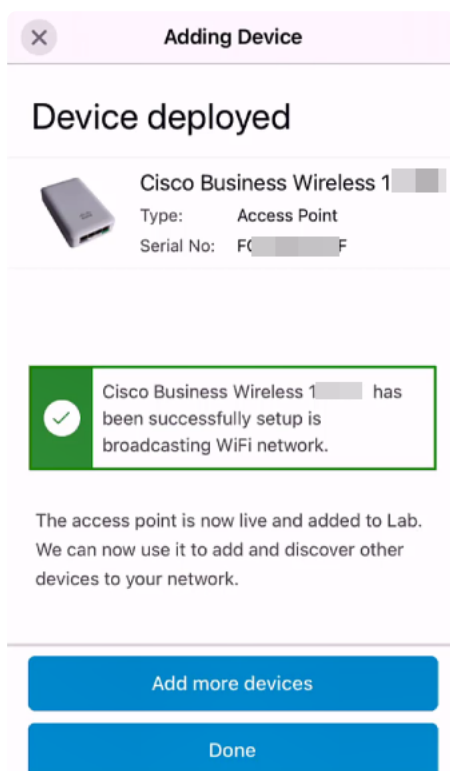 Adding Device
Device deployed
Cisco Business Wireless 1
Type: Access Point
Serial No: F F
Cisco Business Wireless 1 has
been successfully setup is
broadcasting WiFi network.
The access point is now live and added to Lab.
We can now use it to add and discover other
devices to your network.
Add more devices
Done